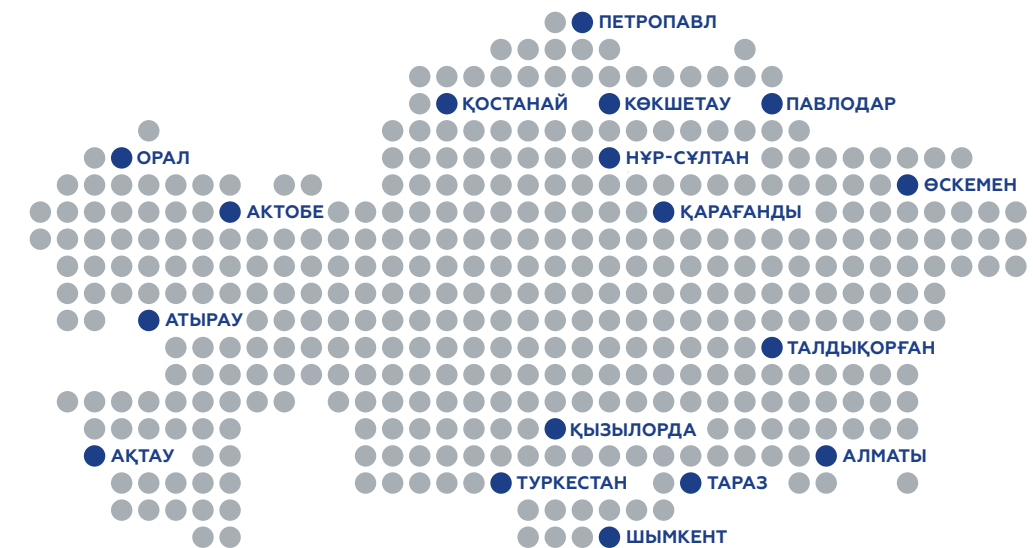 ПЕТРОПАВЛ
ҚОСТАНАЙ
КӨКШЕТАУ
ПАВЛОДАР
ОРАЛ
НҰР-СҰЛТАН
ӨСКЕМЕН
АКТОБЕ
ҚАРАҒАНДЫ
АТЫРАУ
ТАЛДЫҚОРҒАН
ҚЫЗЫЛОРДА
АҚТАУ
АЛМАТЫ
ТУРКЕСТАН
ТАРАЗ
ШЫМКЕНТ